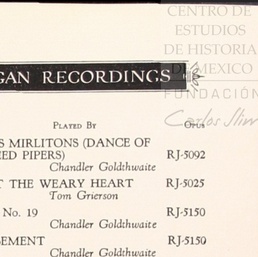 CENTRO DE
ESTUDIOS
DE HISTORIA
DE MEXICO
GAN RECORDINGS
FUNDACIÓN
Carlos Slim
PLAYED BY OPUS
S MIRLITONS (DANCE OF
EED PIPERS) RJ-5092
Chandler Goldthwaite
T THE WEARY HEART RJ-5025
Tom Grierson
No. 19 RJ-5150
Chandler Goldthwaite
SEMENT RJ-5150
Chandler Goldthwaite